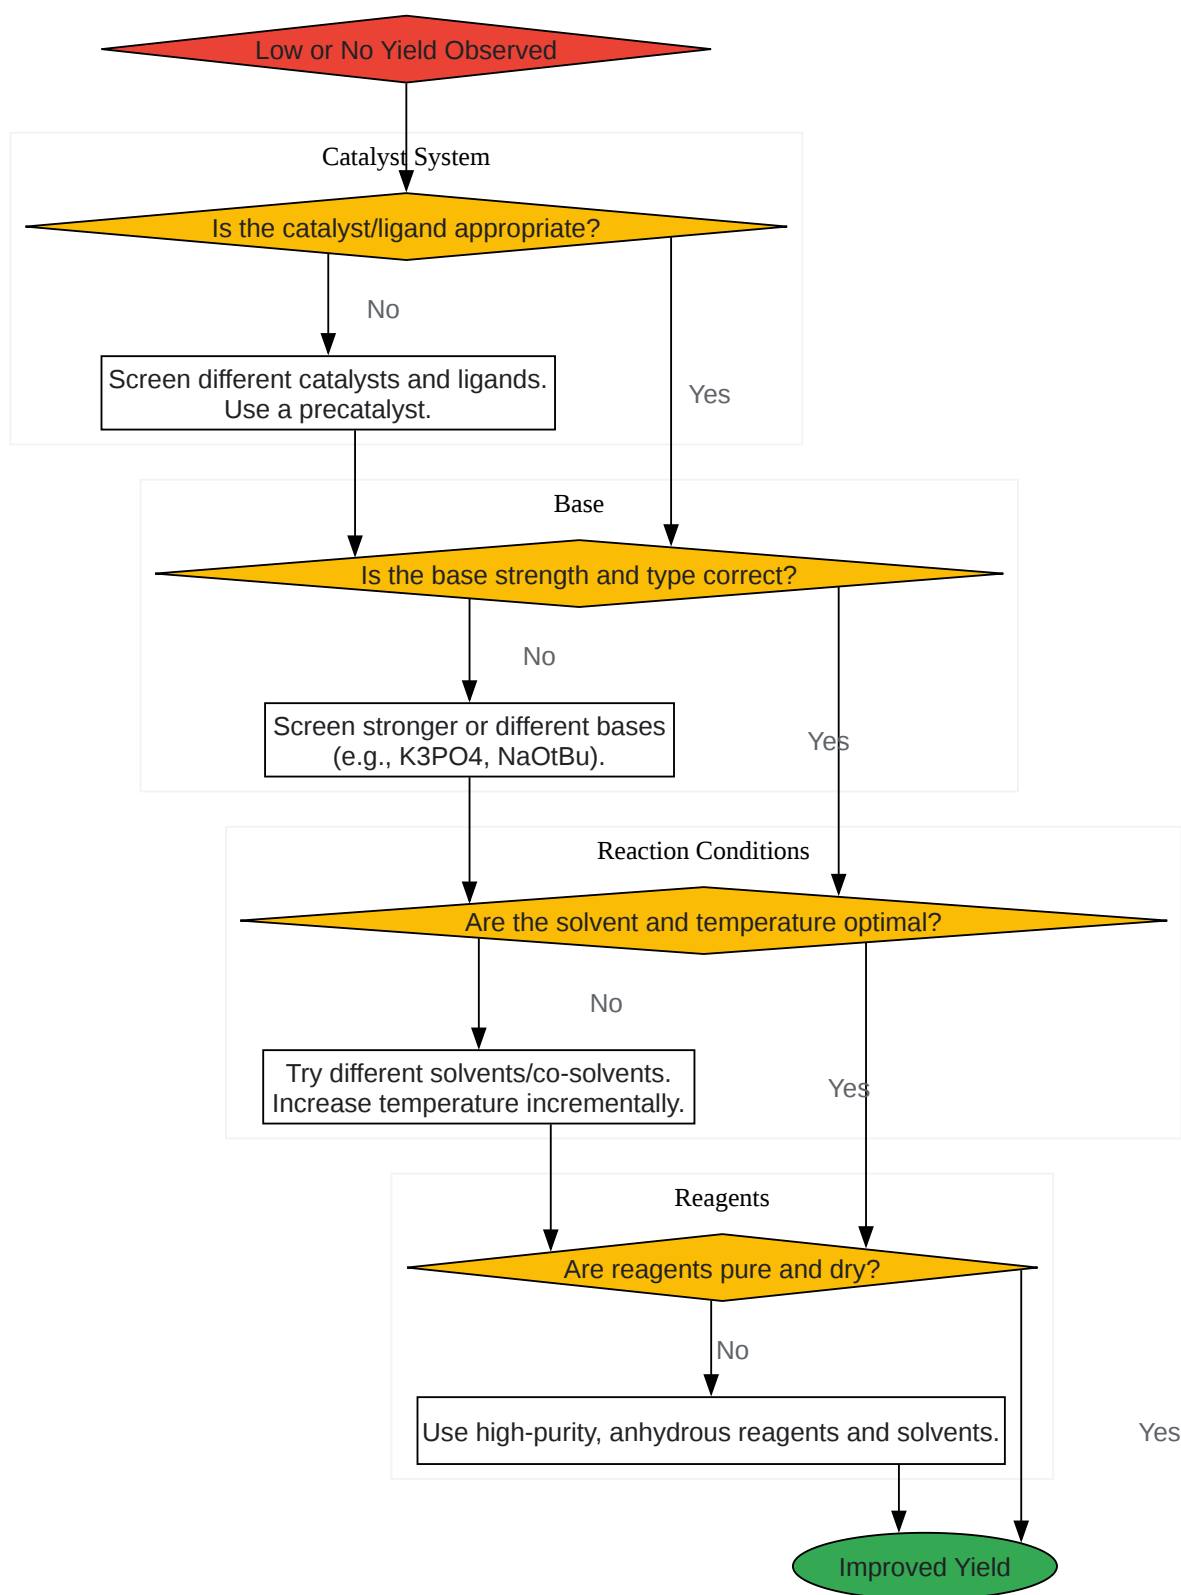 Low or No Yield Observed
Catalyst System
Is the catalyst/ligand appropriate?
No
Screen different catalysts and ligands.
Use a precatalyst.
Yes
Base
Is the base strength and type correct?
No
Screen stronger or different bases
(e.g., K3PO4, NaOtBu).
Yes
Reaction Conditions
Are the solvent and temperature optimal?
No
Try different solvents/co-solvents.
Increase temperature incrementally.
Yes
Reagents
Are reagents pure and dry?
No
Use high-purity, anhydrous reagents and solvents.
Yes
Improved Yield